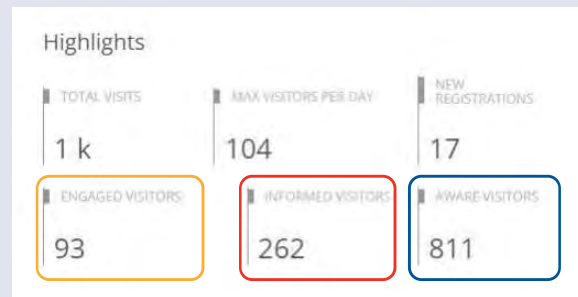 Highlights
TOTAL VISITS
MAX VISITORS PER DAY
NEW
REGISTRATIONS
1 k
104
17
ENGAGED VISITORS
INFORMED VISITORS
AWARE VISITORS
93
262
811